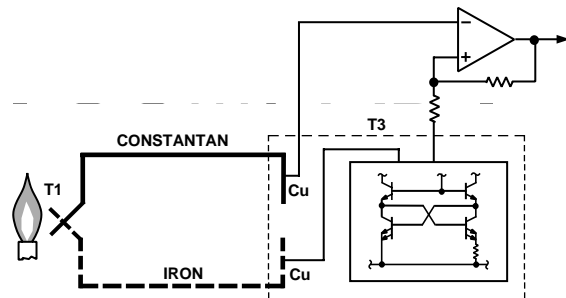 −
+
T3
CONSTANTAN
T1
Cu
Cu
IRON